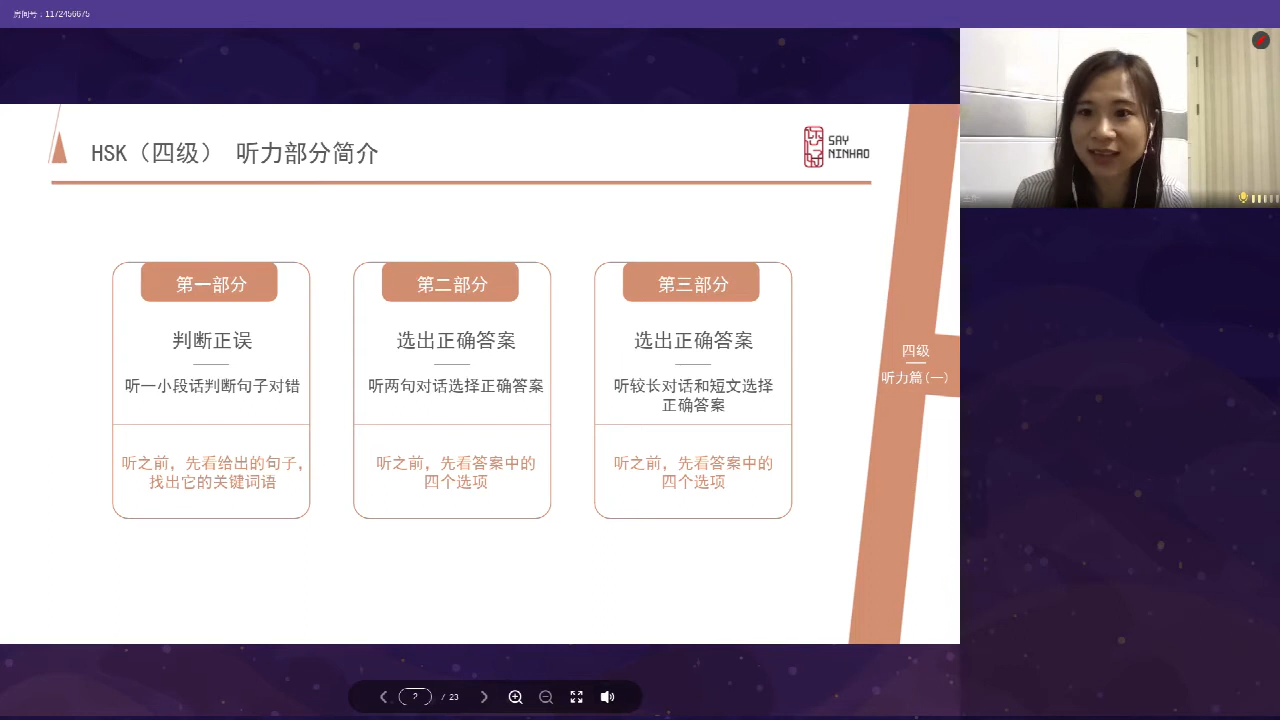 房间号：1172456675
HSK（四级） 听力部分简介
SAY
NINHAO
第一部分
判断正误
听一小段话判断句子对错
听之前，先看给出的句子，
找出它的关键词语
第二部分
选出正确答案
听两句对话选择正确答案
听之前，先看答案中的
四个选项
第三部分
选出正确答案
听较长对话和短文选择
正确答案
听之前，先看答案中的
四个选项
四级
听力篇(一)
2 / 23